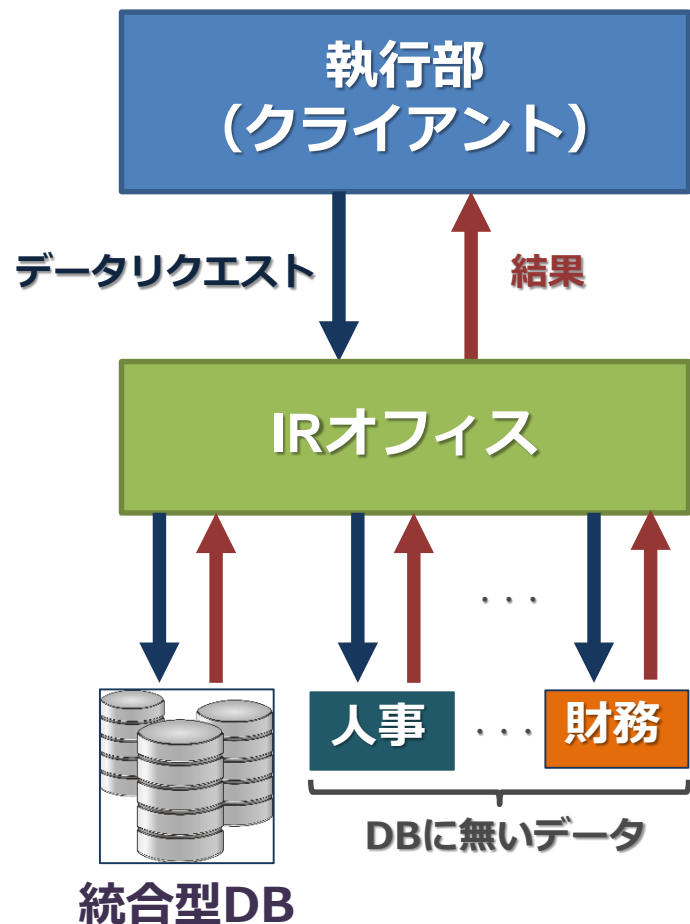 執行部
（クライアント）
データリクエスト
結果
IRオフィス
・・・
人事
・・・
財務
DBに無いデータ
統合型DB